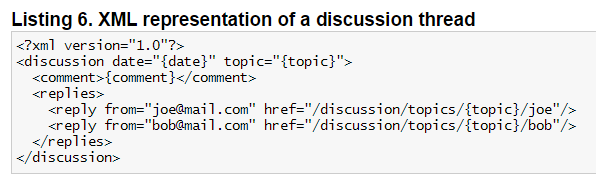 Listing 6. XML representation of a discussion thread
<?xml version="1.0"?>
<discussion date="{date}" topic="{topic}">
  <comment>{comment}</comment>
  <replies>
    <reply from="joe@mail.com" href="/discussion/topics/{topic}/joe"/>
    <reply from="bob@mail.com" href="/discussion/topics/{topic}/bob"/>
  </replies>
</discussion>